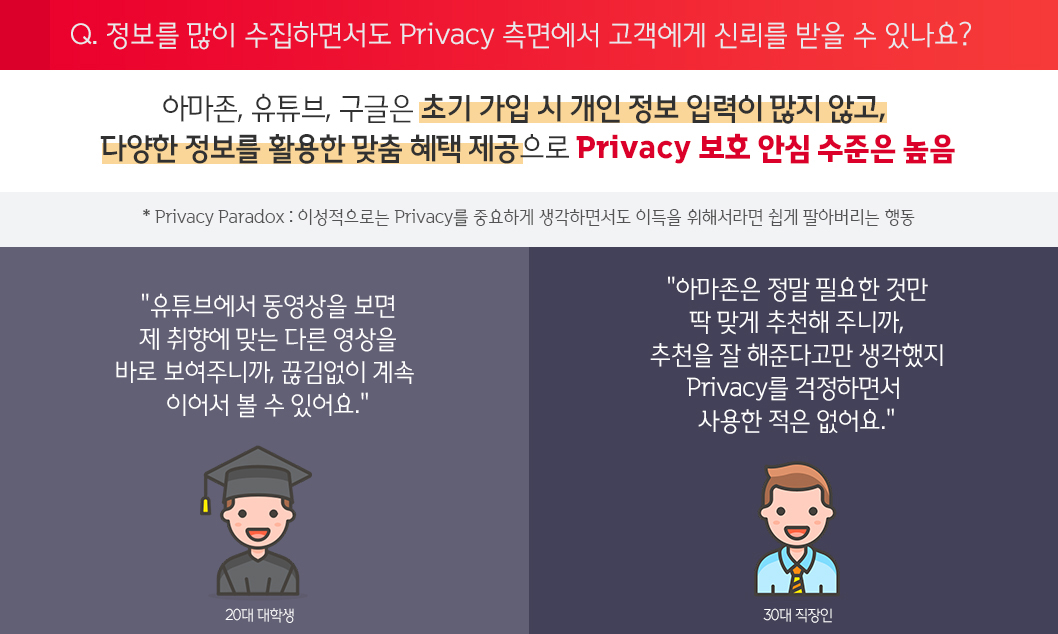 Q. 정보를 많이 수집하면서도 Privacy 측면에서 고객에게 신뢰를 받을 수 있나요?
아마존, 유튜브, 구글은 초기 가입 시 개인 정보 입력이 많지 않고,
다양한 정보를 활용한 맞춤 혜택 제공으로 Privacy 보호 안심 수준은 높음
* Privacy Paradox : 이성적으로는 Privacy를 중요하게 생각하면서도 이득을 위해서라면 쉽게 팔아버리는 행동
"유튜브에서 동영상을 보면
제 취향에 맞는 다른 영상을
바로 보여주니까, 끊김없이 계속
이어서 볼 수 있어요."
20대 대학생
"아마존은 정말 필요한 것만
딱 맞게 추천해 주니까,
추천을 잘 해준다고만 생각했지
Privacy를 걱정하면서
사용한 적은 없어요."
30대 직장인